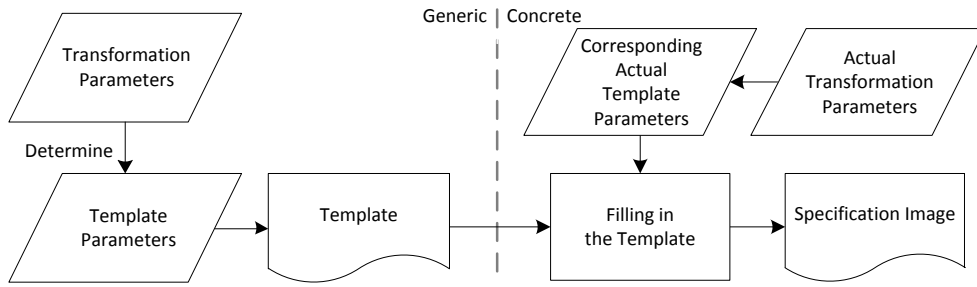 Generic
Concrete
Transformation
Parameters
Corresponding
Actual
Template
Parameters
Actual
Transformation
Parameters
Determine
Template
Parameters
Template
Filling in
the Template
Specification Image